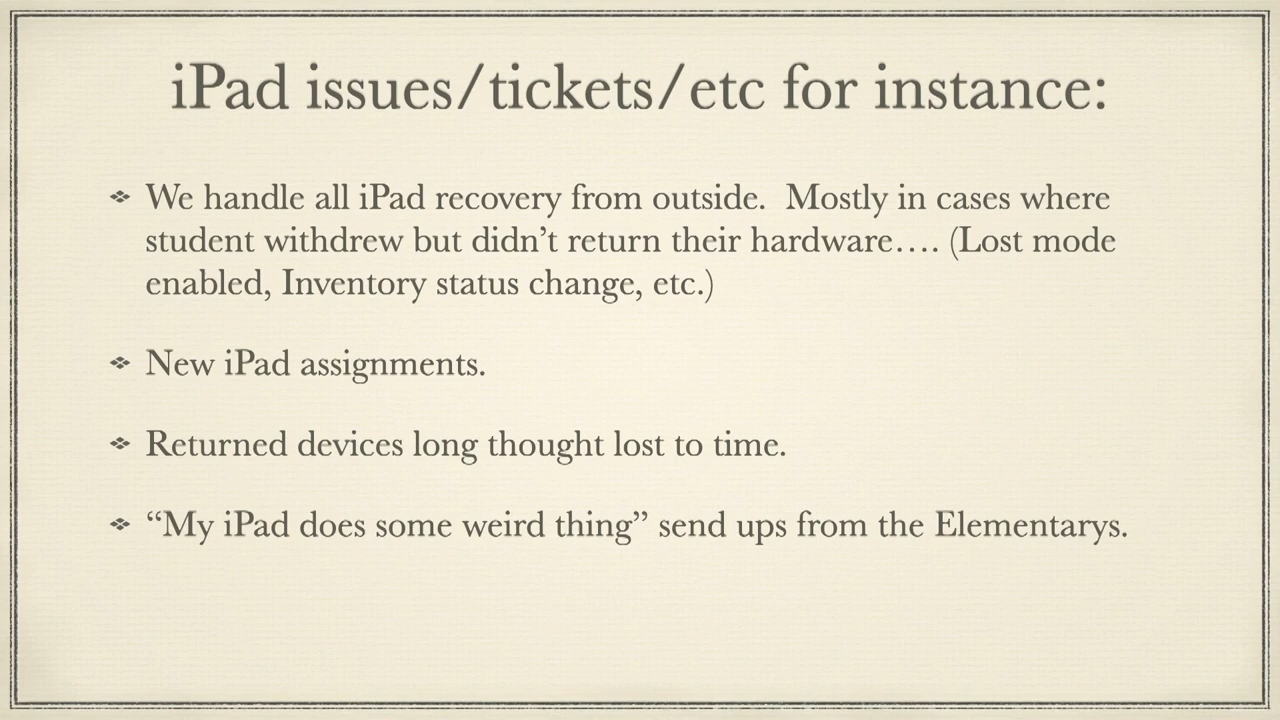 iPad issues/tickets/etc for instance:
We handle all iPad recovery from outside.  Mostly in cases where
student withdrew but didn’t return their hardware…. (Lost mode
enabled, Inventory status change, etc.)
New iPad assignments.
Returned devices long thought lost to time.
“My iPad does some weird thing” send ups from the Elementarys.